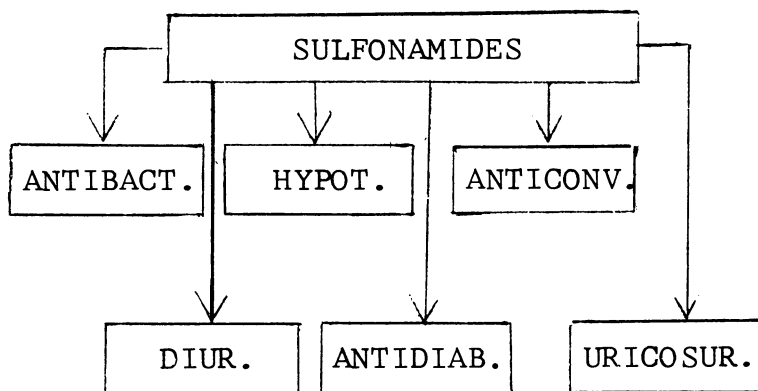 SULFONAMIDES
ANTIBACT. HYPOT. ANTICONV.
DIUR. ANTIDIAB. URICOSUR.